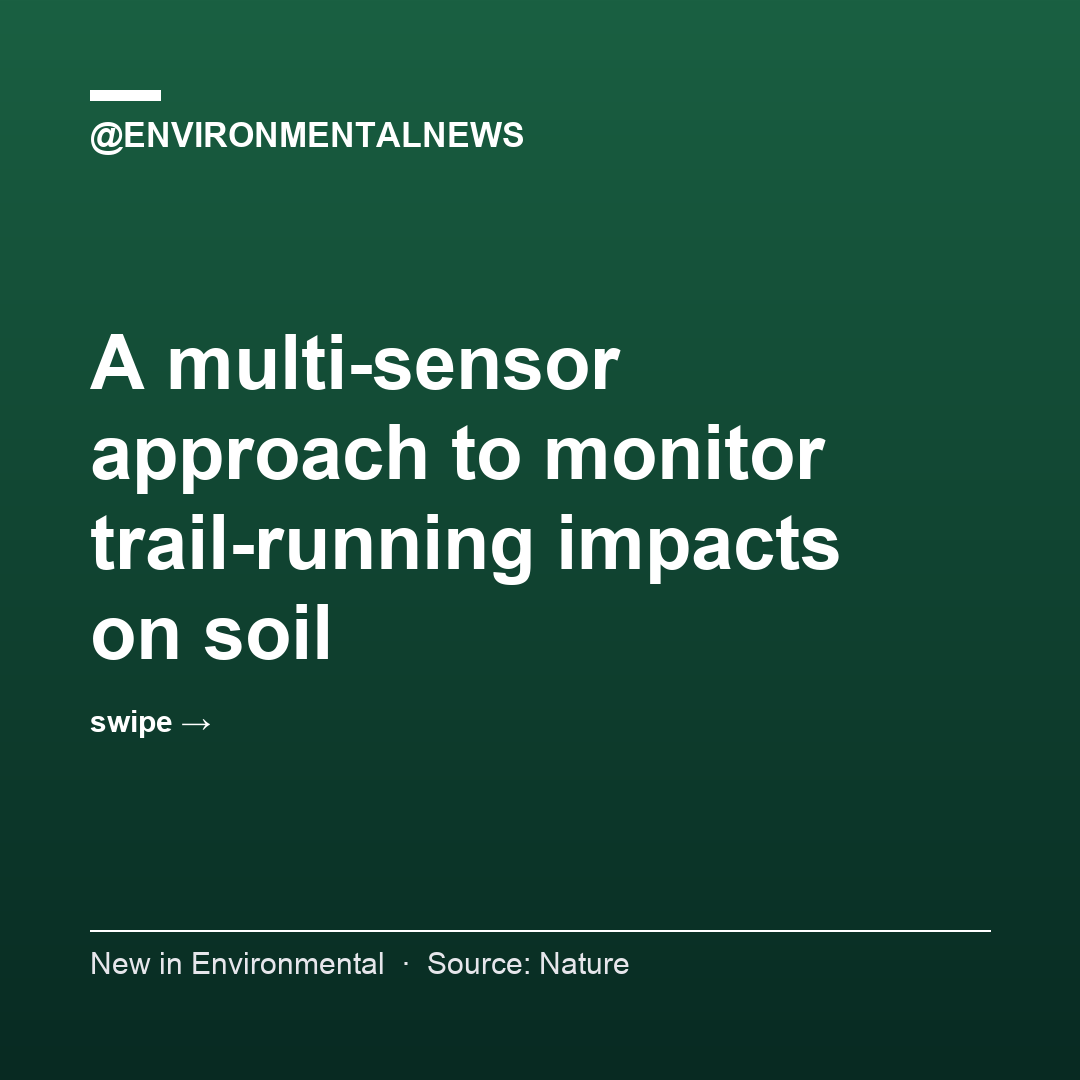 @ENVIRONMENTALNEWS
A multi-sensor
approach to monitor
trail-running impacts
on soil
swipe →
New in Environmental · Source: Nature